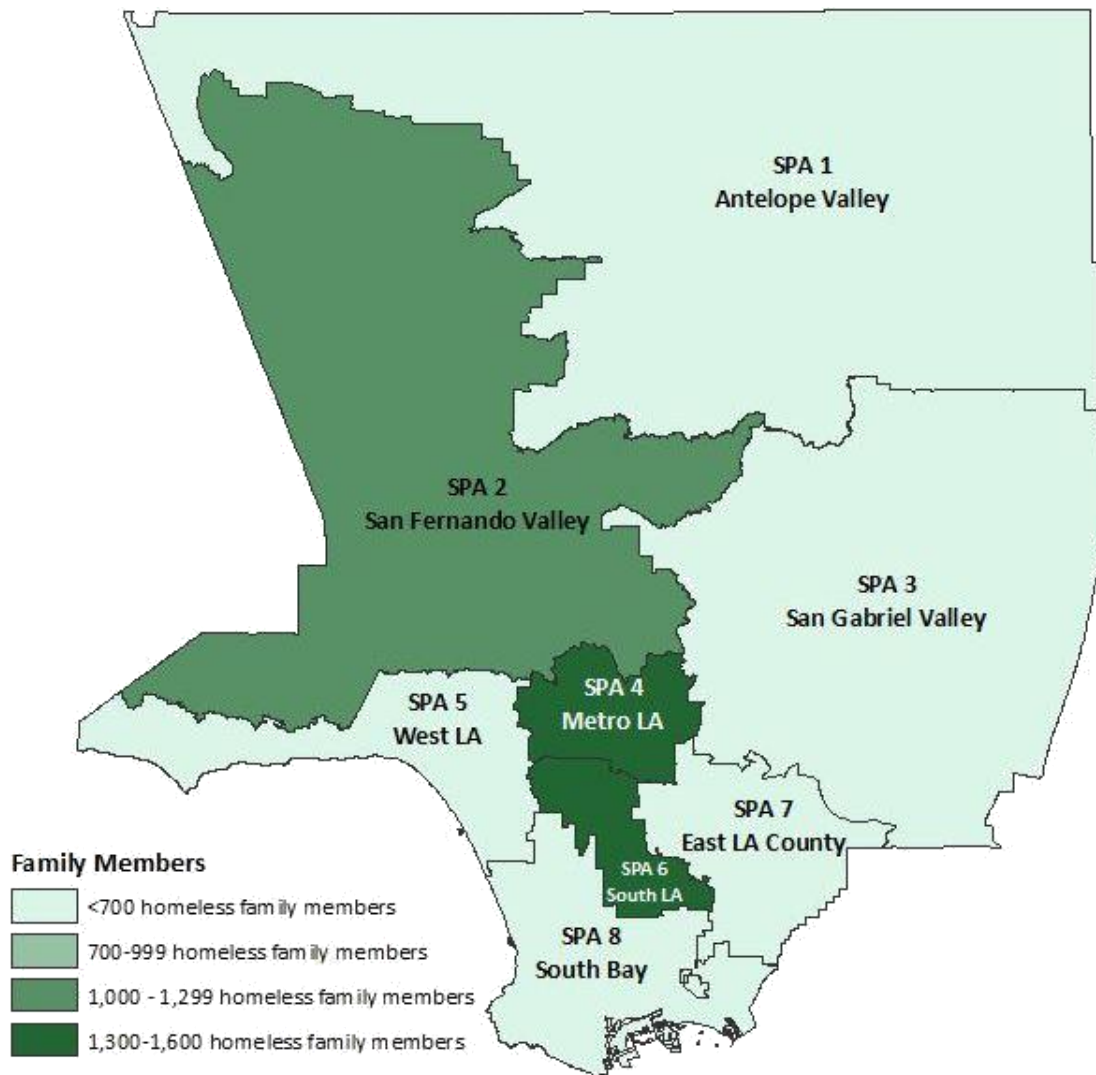 SPA 1
Antelope Valley
SPA 2
San Fernando Valley
SPA 3
San Gabriel Valley
SPA 4
Metro LA
SPA 5
West LA
SPA 7
East LA County
SPA 6
South LA
SPA 8
South Bay
Family Members
<700 homeless family members
700-999 homeless family members
1,000 - 1,299 homeless family members
1,300-1,600 homeless family members